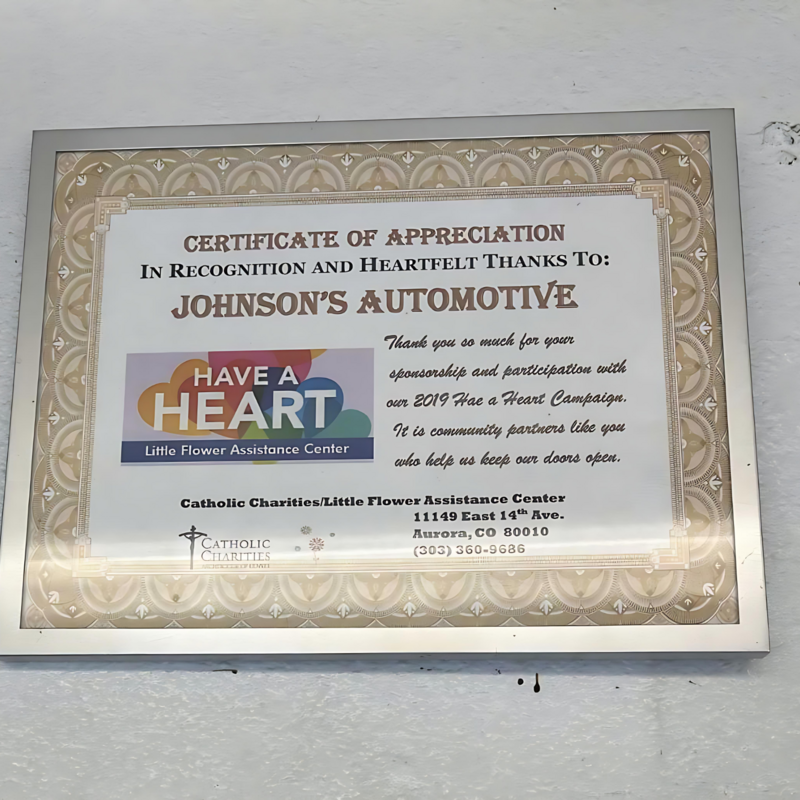 CERTIFICATE OF APPRECIATION
IN RECOGNITION AND HEARTFELT THANKS TO:
JOHNSON'S AUTOMOTIVE
HAVE A
HEART
Little Flower Assistance Center
Thank you so much for your
sponsorship and participation with
our 2019 Hae a Heart Campaign.
It is community partners like you
who help us keep our doors open.
Catholic Charities/Little Flower Assistance Center
11149 East 14th Ave.
Aurora, CO 80010
(303) 360-9686
CATHOLIC
CHARITIES